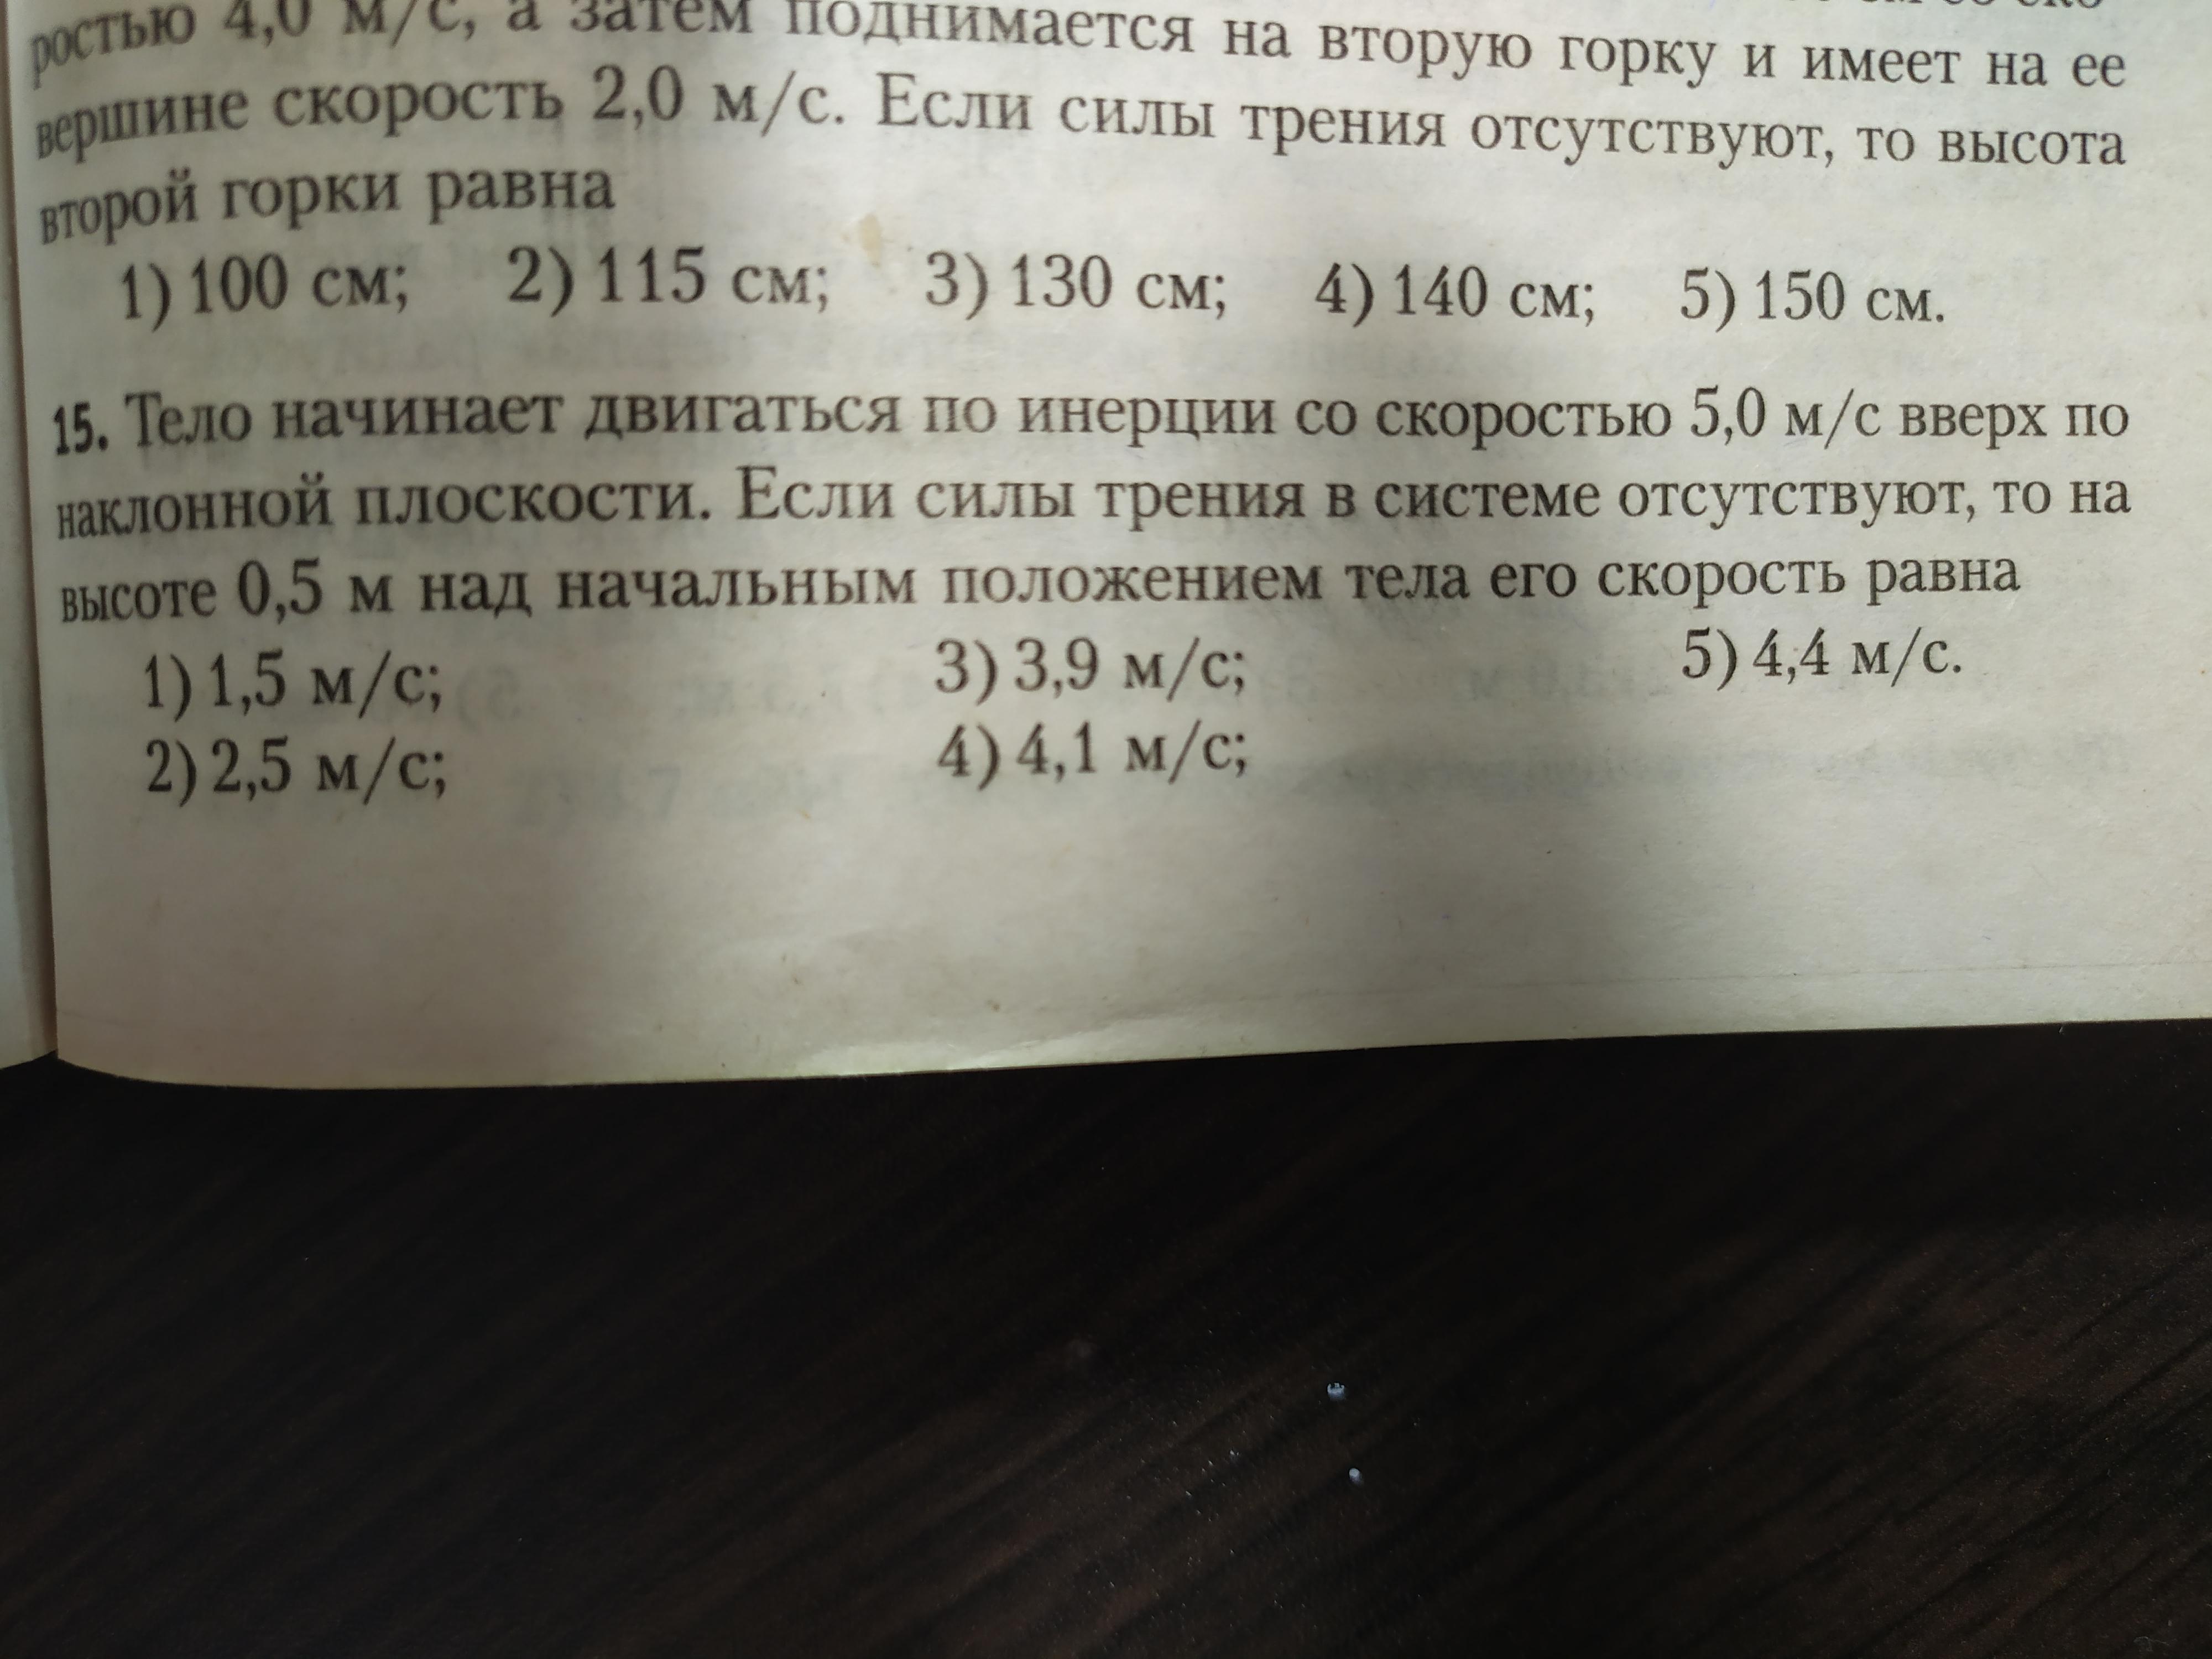 ростью 4,0 м/с, а затем поднимается на вторую горку и имеет на ее
вершине скорость 2,0 м/с. Если силы трения отсутствуют, то высота
второй горки равна
1) 100 см; 2) 115 см; 3) 130 см; 4) 140 см; 5) 150 см.
15. Тело начинает двигаться по инерции со скоростью 5,0 м/с вверх по
наклонной плоскости. Если силы трения в системе отсутствуют, то на
высоте 0,5 м над начальным положением тела его скорость равна
1) 1,5 м/с; 3) 3,9 м/с; 5) 4,4 м/с.
2) 2,5 м/с; 4) 4,1 м/с;